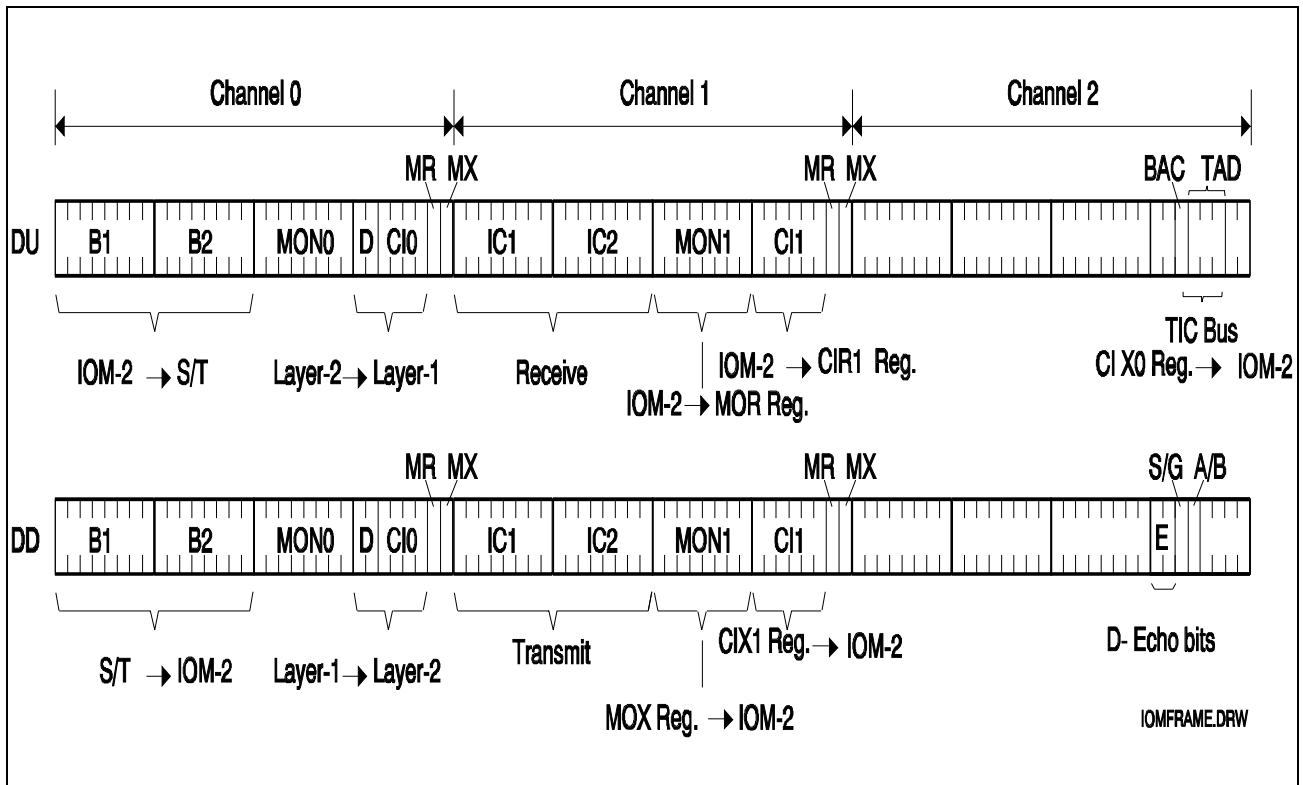 Channel 0 Channel 1 Channel 2
MR MX MR MX BAC TAD
DU B1 B2 MON0 D CI0 IC1 IC2 MON1 CI1
TIC Bus
IOM-2 → S/T Layer-2 → Layer-1 Receive IOM-2 → CIR1 Reg. CI X0 Reg. → IOM-2
IOM-2 → MOR Reg.
MR MX MR MX S/G A/B
DD B1 B2 MON0 D CI0 IC1 IC2 MON1 CI1 E
Transmit CIX1 Reg. → IOM-2 D- Echo bits
S/T → IOM-2 Layer-1 → Layer-2
MOX Reg. → IOM-2 IOMFRAME.DRW